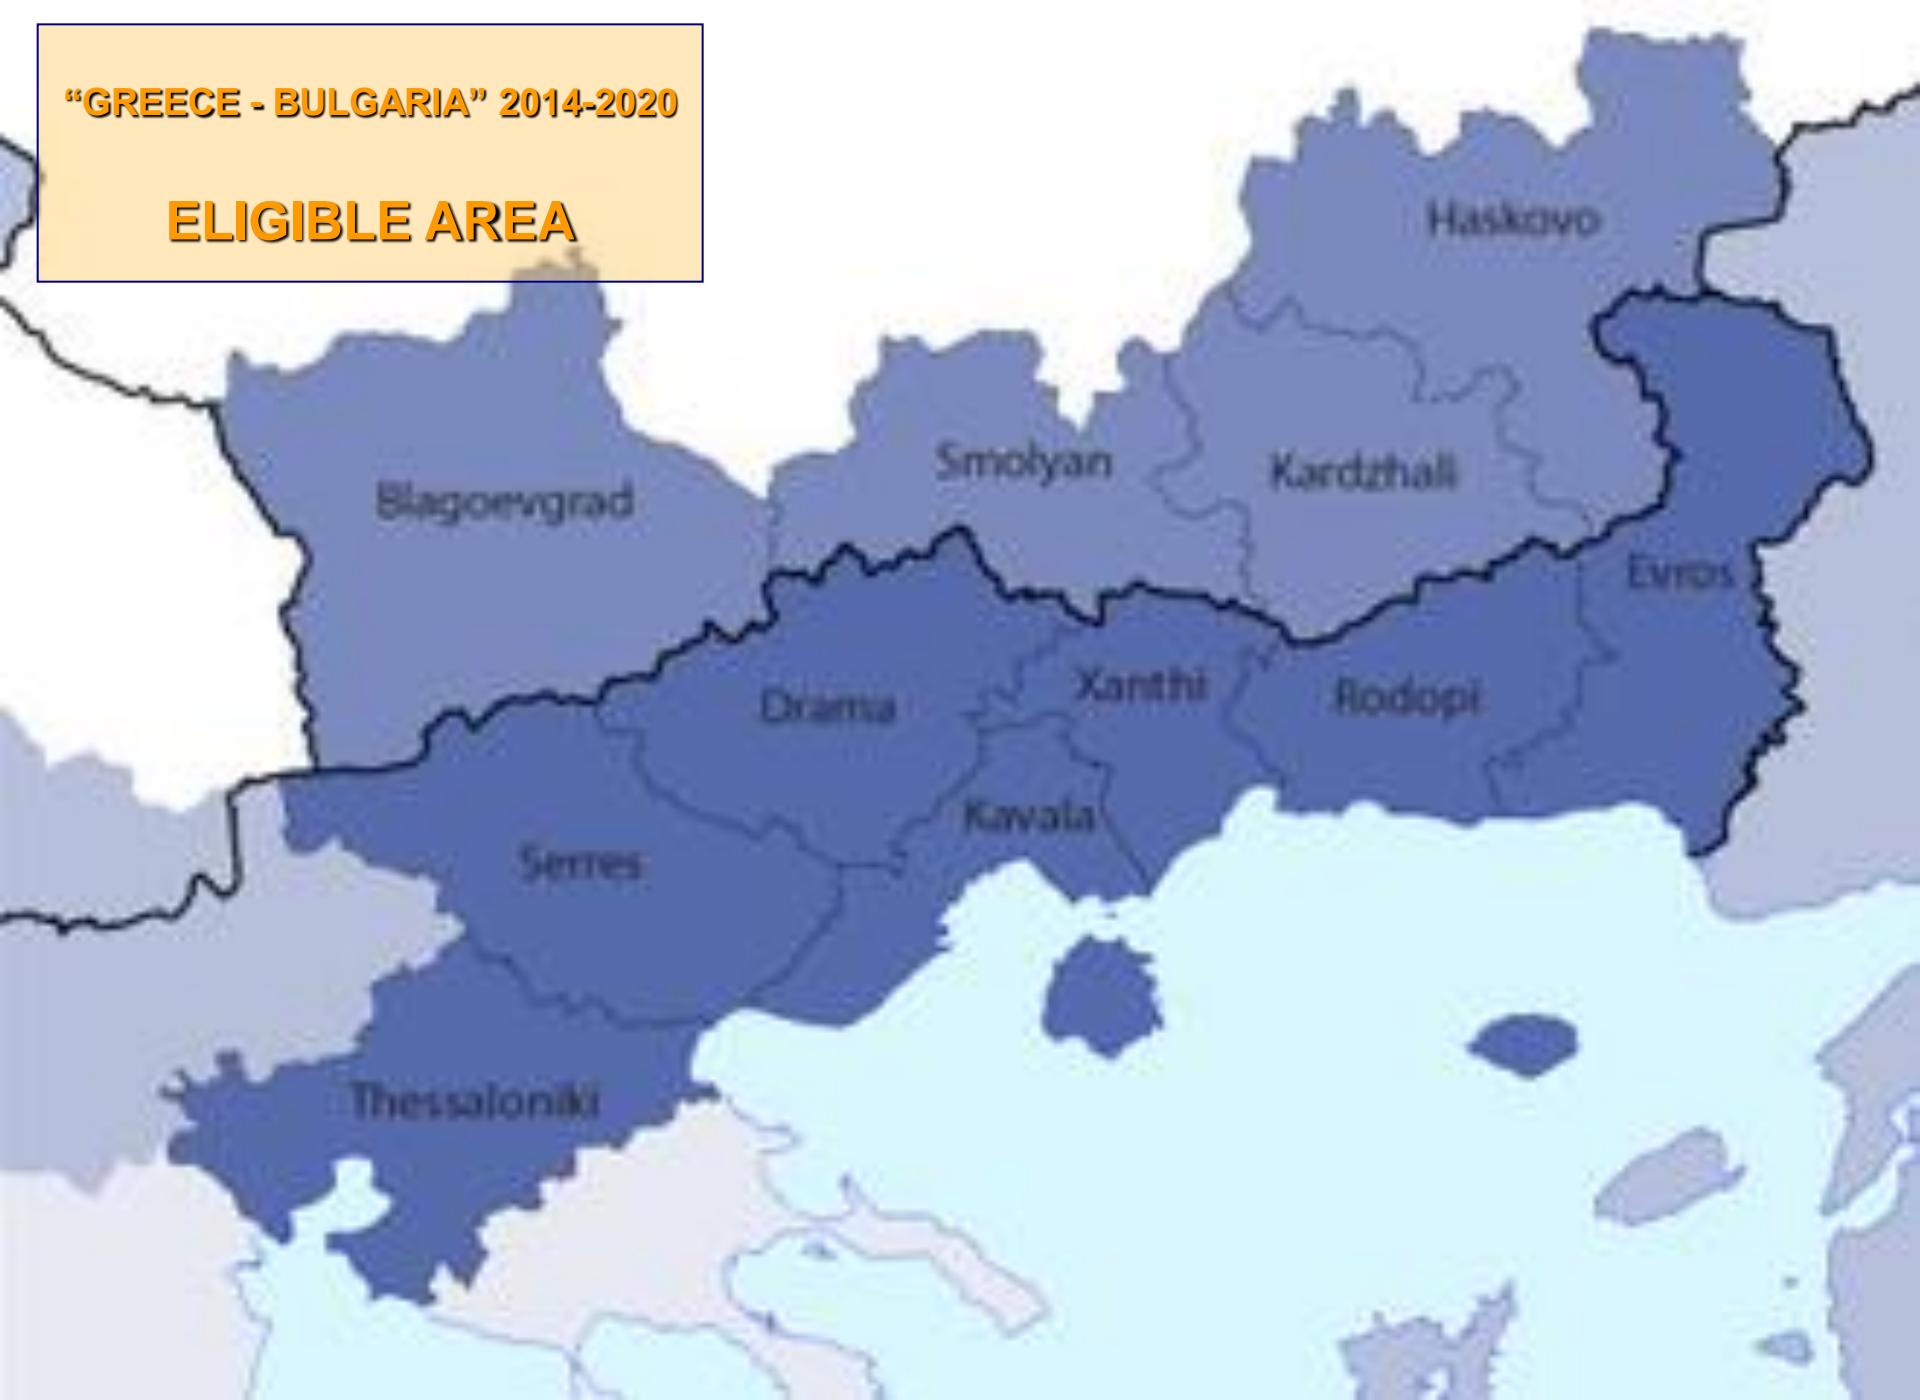 “GREECE - BULGARIA” 2014-2020
ELIGIBLE AREA
Haskovo
Smolyan
Kardzhali
Blagoevgrad
Evros
Xanthi
Rodopi
Drama
Kavala
Serres
Thessaloniki